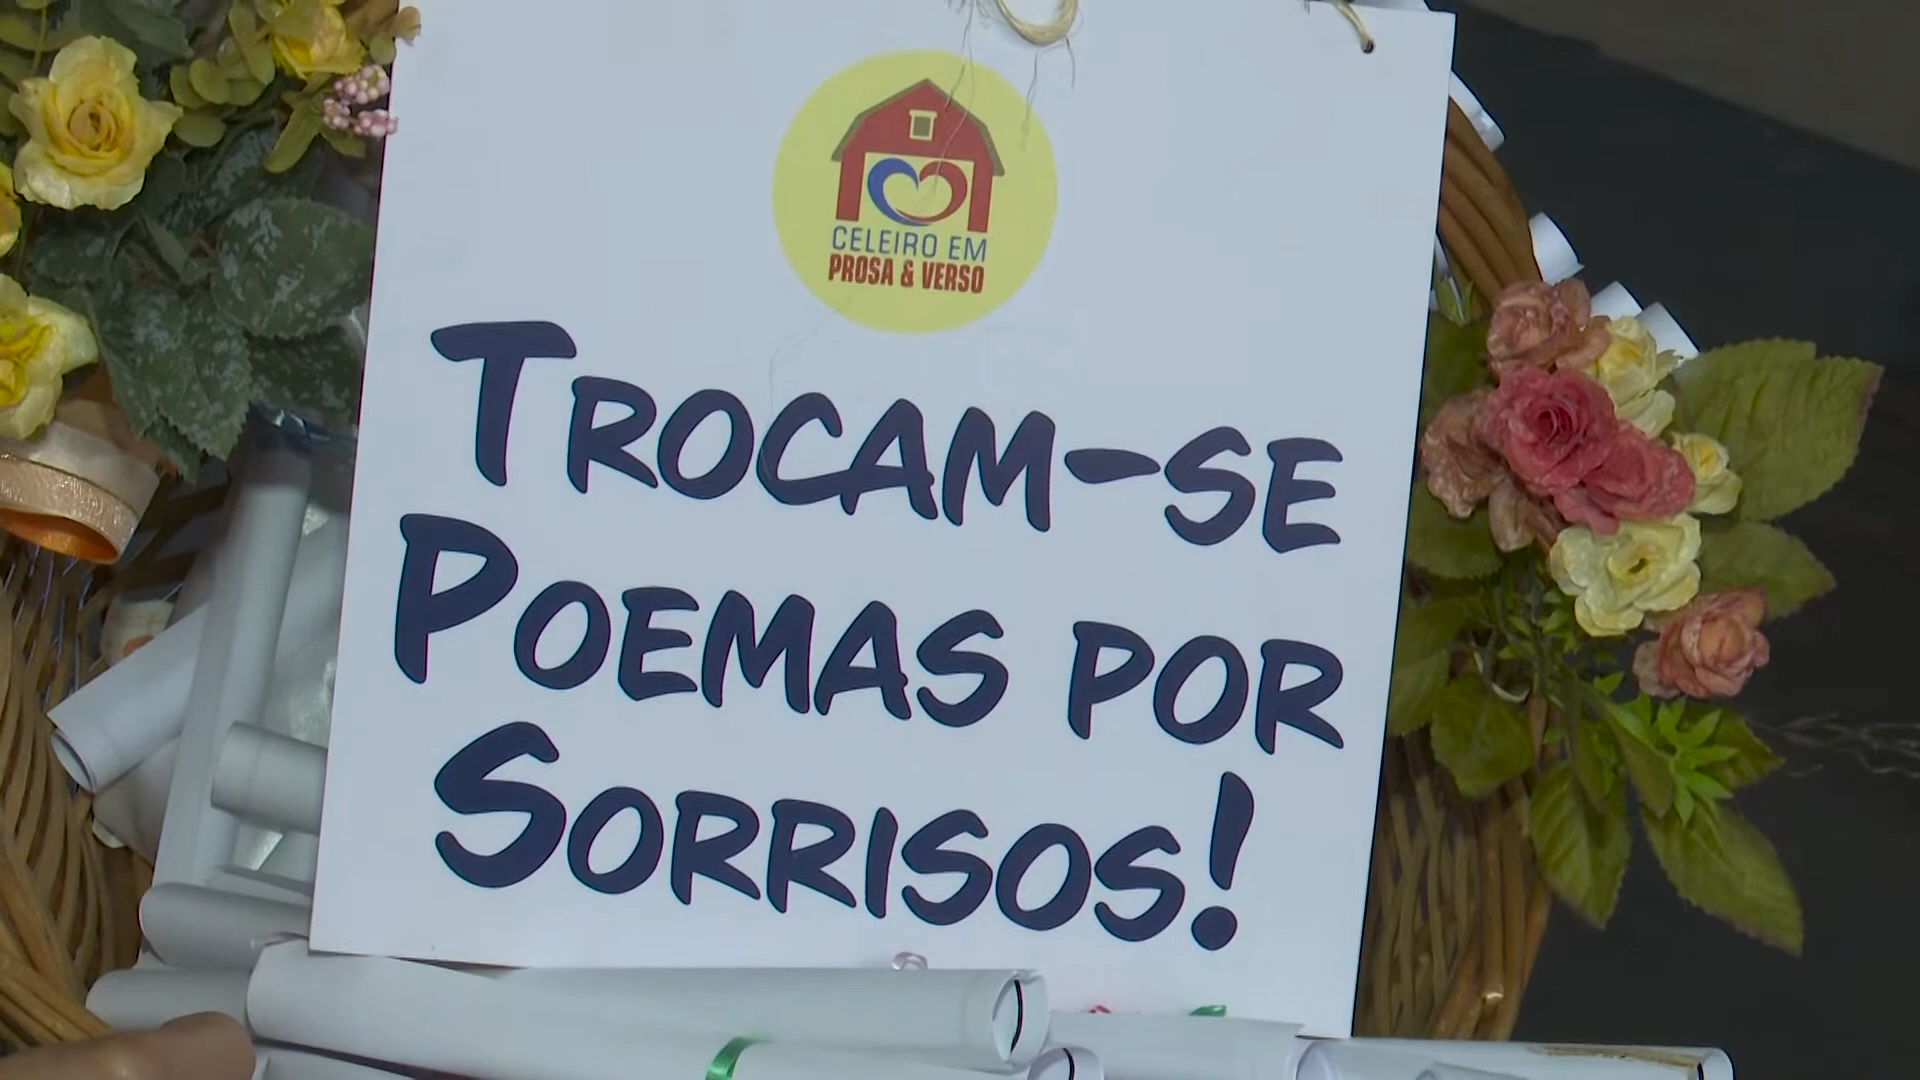 CELEIRO EM
PROSA & VERSO
TROCAM-SE
POEMAS POR
SORRISOS!